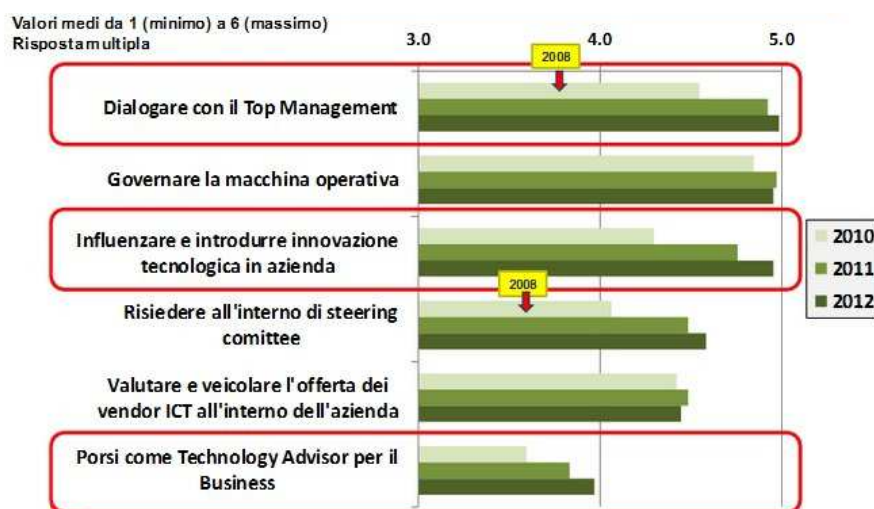 Valori medi da 1 (minimo) a 6 (massimo)
Risposta multipla
3.0 4.0 5.0
2008
Dialogare con il Top Management
Governare la macchina operativa
Influenzare e introdurre innovazione
tecnologica in azienda
2008
Risiedere all'interno di steering
comittee
Valutare e veicolare l'offerta dei
vendor ICT all'interno dell'azienda
Porsi come Technology Advisor per il
Business
2010
2011
2012